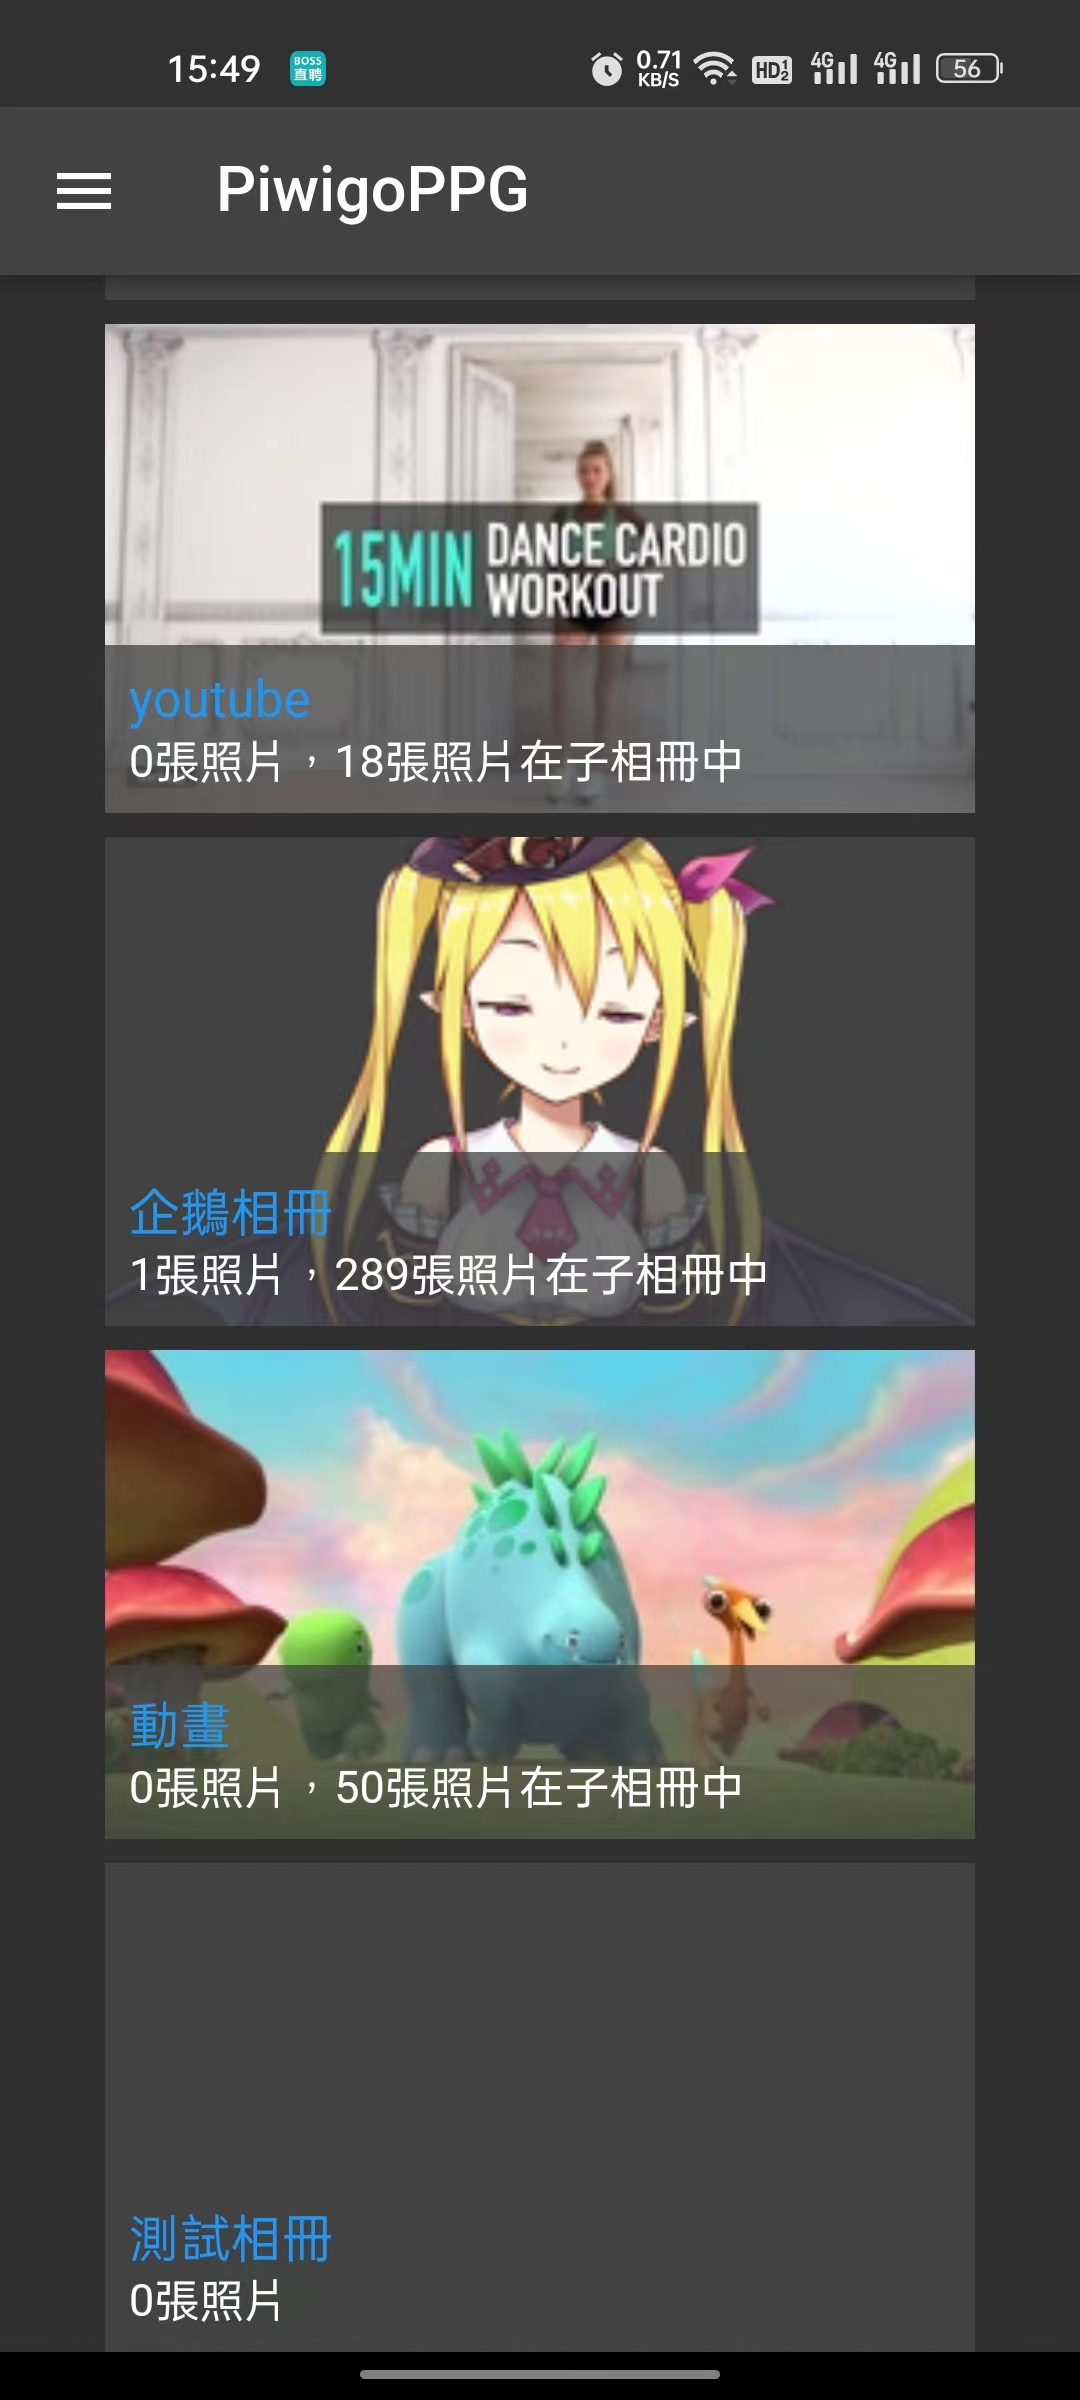 15:49
BOSS
直聘
0.71
KB/S
HD 1 2
4G
4G
56
PiwigoPPG
15MIN DANCE CARDIO
WORKOUT
youtube
0張照片，18張照片在子相冊中
企鵝相冊
1張照片，289張照片在子相冊中
動畫
0張照片，50張照片在子相冊中
測試相冊
0張照片